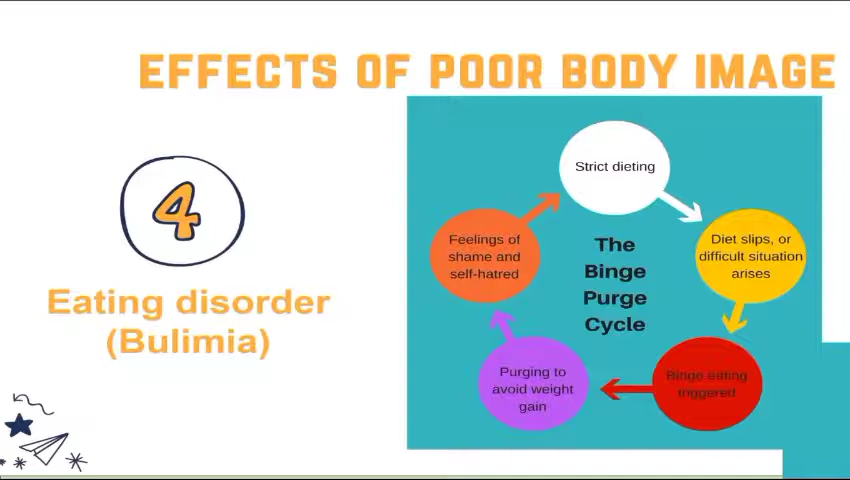 EFFECTS OF POOR BODY IMAGE
4
Eating disorder
(Bulimia)
The
Binge
Purge
Cycle
Strict dieting
Diet slips, or
difficult situation
arises
Binge eating
triggered
Purging to
avoid weight
gain
Feelings of
shame and
self-hatred